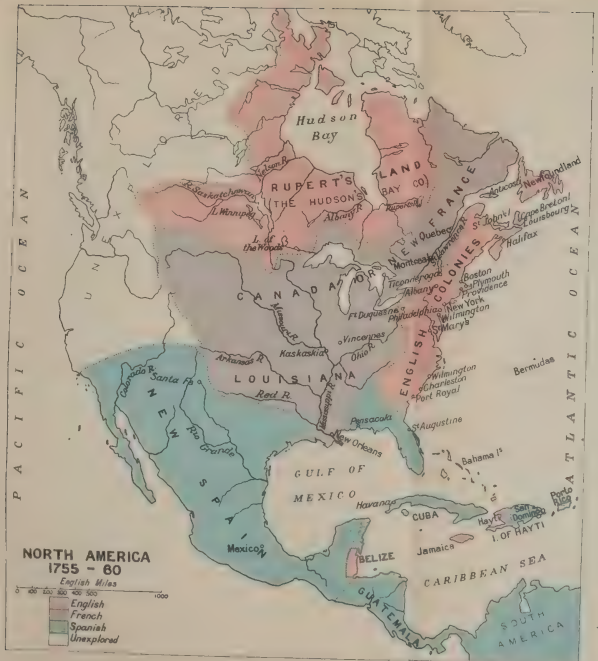 Hudson
Bay
Nelson R.
RUPERT'S LAND
(THE HUDSON'S BAY CO)
R. Saskatchewan
L. Winnipeg
Albany R.
L. of
the Woods
UNEXPLORED
CANADA OR NEW FRANCE
Anticosti
Newfoundland
St John's I.
Cape Breton I
Louisbourg
Quebec
St Lawrence R.
Halifax
Montreal
Ticonderoga
Albany
Boston
Plymouth
Providence
New York
Philadelphia
Wilmington
St Mary's
Ft Duquesne
Vincennes
Ohio R.
Missouri R.
Kaskaskia
ENGLISH COLONIES
Wilmington
Charleston
Port Royal
Bermudas
Arkansas R.
LOUISIANA
Red R.
Mississippi R.
Colorado R.
Santa Fe
NEW SPAIN
Rio Grande
Pensacola
New Orleans
St Augustine
GULF OF
MEXICO
Bahama Is
Havana
CUBA
Hayti
San
Domingo
Porto
Rico
I. OF HAYTI
Jamaica
Mexico
BELIZE
GUATEMALA
CARIBBEAN SEA
SOUTH
AMERICA
PACIFIC OCEAN
ATLANTIC OCEAN
NORTH AMERICA
1755 - 60
English Miles
0 100 200 300 400 500 1000
English
French
Spanish
Unexplored